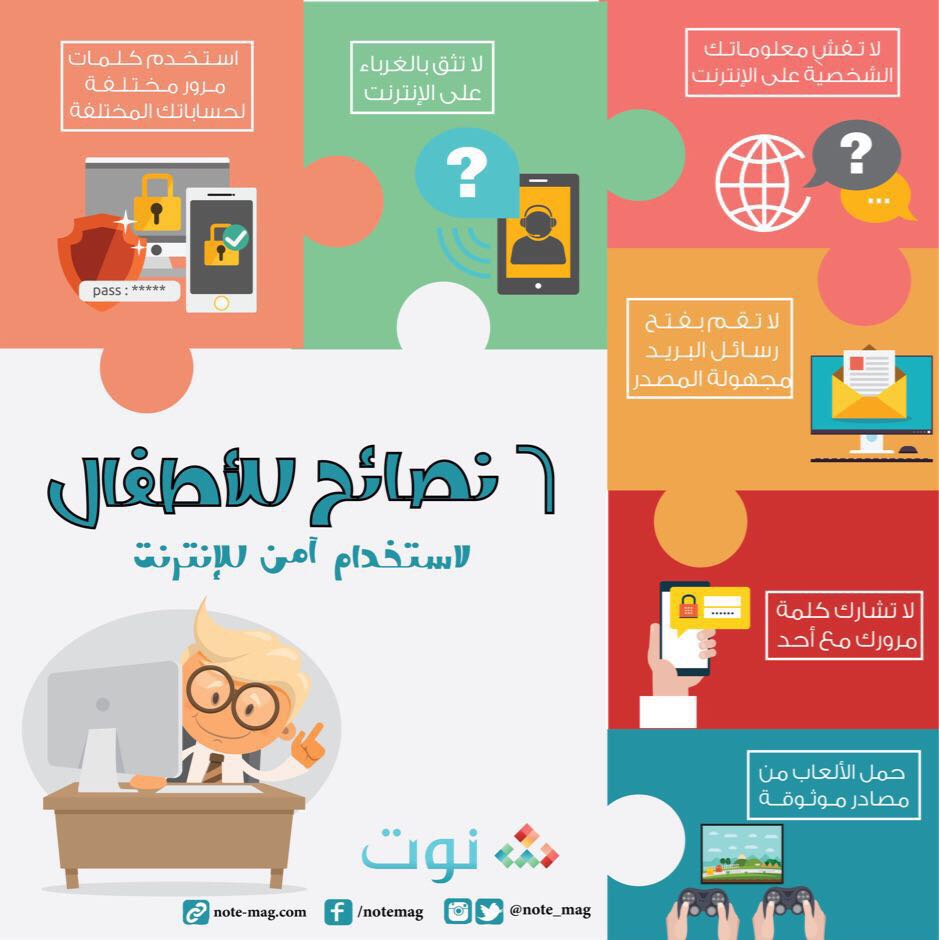 لا تفشِ معلوماتك
الشخصية على الإنترنت
?
...
لا تثق بالغرباء
على الإنترنت
?
استخدم كلمات
مرور مختلفة
لحساباتك المختلفة
pass : *****
لا تقم بفتح
رسائل البريد
مجهولة المصدر
لا تشارك كلمة
مرورك مع أحد
حمل الألعاب من
مصادر موثوقة
٦ نصائح للأطفال
لاستخدام آمن للإنترنت
نوت
note-mag.com
/notemag
@note_mag